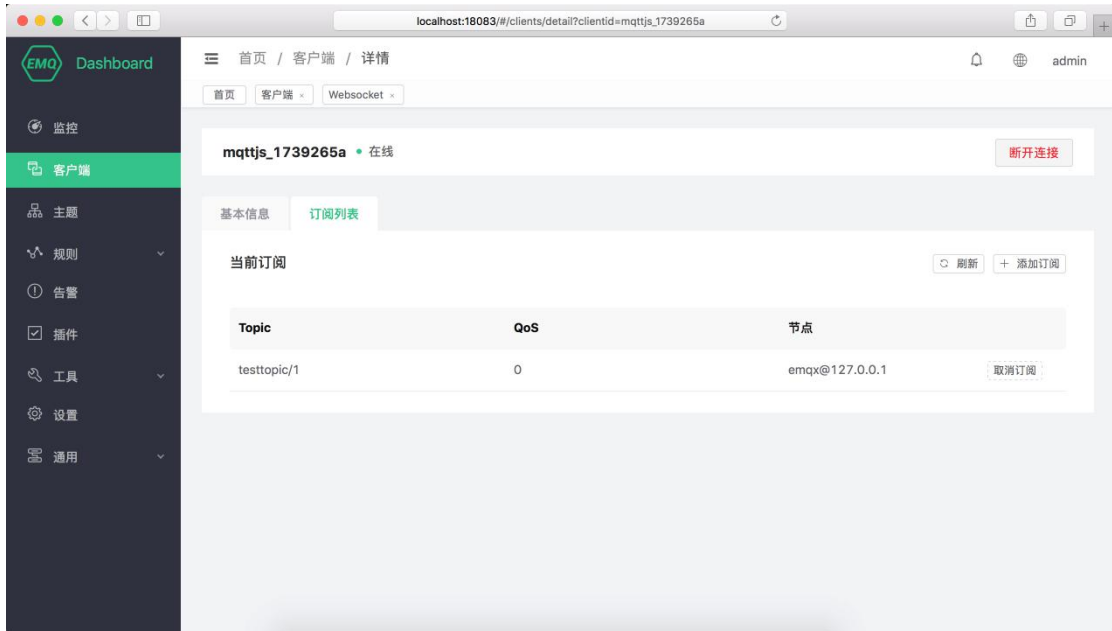 localhost:18083/#/clients/detail?clientid=mqttjs_1739265a
EMQ Dashboard
首页 / 客户端 / 详情
admin
首页 客户端 × Websocket ×
监控
客户端
主题
规则
告警
插件
工具
设置
通用
mqttjs_1739265a 在线
断开连接
基本信息 订阅列表
当前订阅
刷新 + 添加订阅
Topic QoS 节点
testtopic/1 0 emqx@127.0.0.1 取消订阅